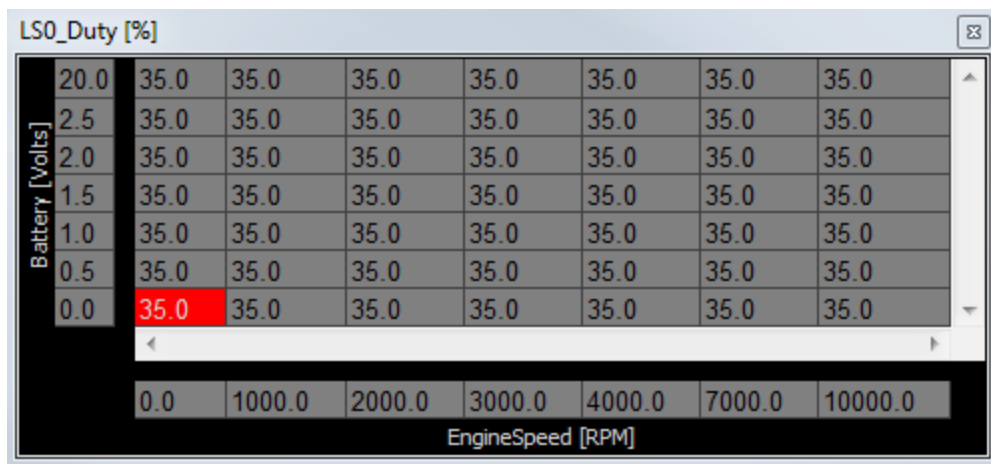 LS0_Duty [%]
20.0 35.0 35.0 35.0 35.0 35.0 35.0 35.0
2.5 35.0 35.0 35.0 35.0 35.0 35.0 35.0
2.0 35.0 35.0 35.0 35.0 35.0 35.0 35.0
1.5 35.0 35.0 35.0 35.0 35.0 35.0 35.0
1.0 35.0 35.0 35.0 35.0 35.0 35.0 35.0
0.5 35.0 35.0 35.0 35.0 35.0 35.0 35.0
0.0 35.0 35.0 35.0 35.0 35.0 35.0 35.0
Battery [Volts]
0.0 1000.0 2000.0 3000.0 4000.0 7000.0 10000.0
EngineSpeed [RPM]